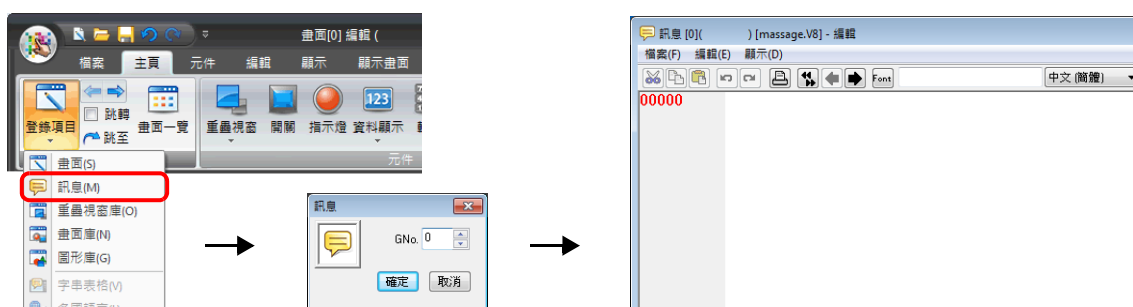 畫面[0] 編輯 (
檔案 主頁 元件 編輯 顯示 顯示畫面
登錄項目
跳轉
跳至
畫面一覽
重疊視窗 開關 指示燈 資料顯示
123
元件
畫面(S)
訊息(M)
重疊視窗庫(O)
畫面庫(N)
圖形庫(G)
字串表格(V)
訊息
GNo. 0
確定 取消
訊息 [0]( ) [massage.V8] - 編輯
檔案(F) 編輯(E) 顯示(D)
Font
中文 (簡體)
00000